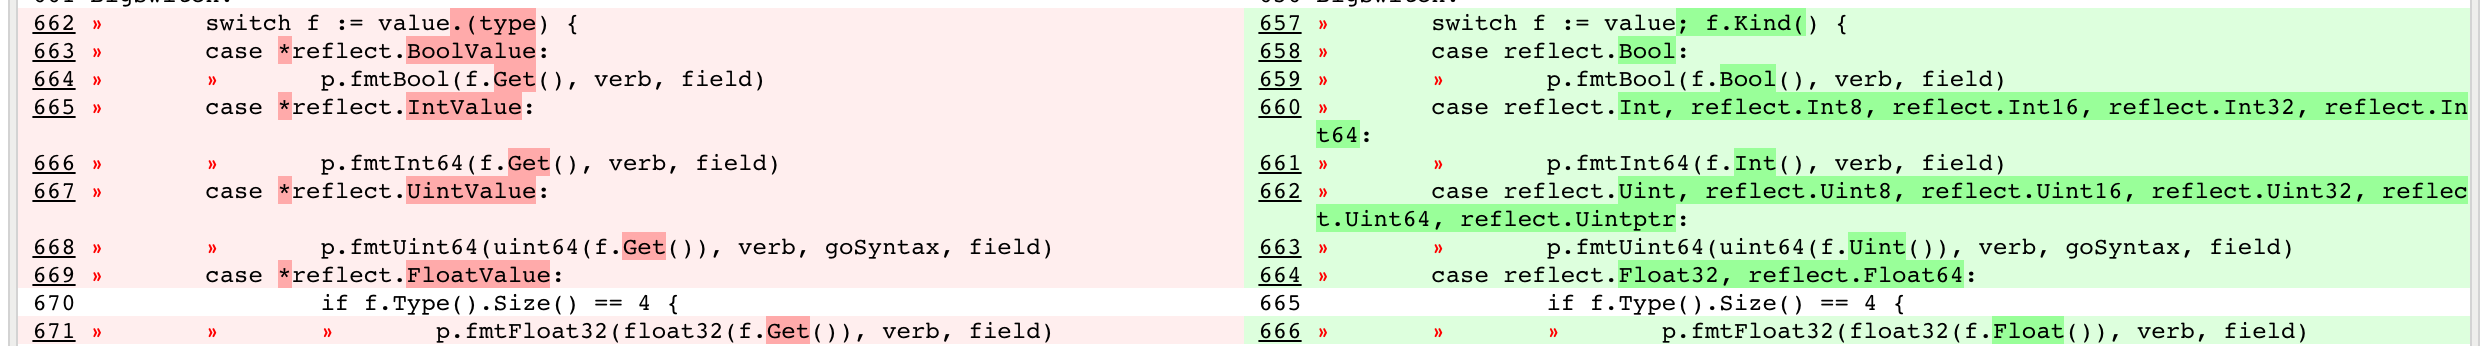 662 » switch f := value.(type) {
663 » case *reflect.BoolValue:
664 » » p.fmtBool(f.Get(), verb, field)
665 » case *reflect.IntValue:
666 » » p.fmtInt64(f.Get(), verb, field)
667 » case *reflect.UintValue:
668 » » p.fmtUint64(uint64(f.Get()), verb, goSyntax, field)
669 » case *reflect.FloatValue:
670 if f.Type().Size() == 4 {
671 » » » p.fmtFloat32(float32(f.Get()), verb, field)
657 » switch f := value; f.Kind() {
658 » case reflect.Bool:
659 » » p.fmtBool(f.Bool(), verb, field)
660 » case reflect.Int, reflect.Int8, reflect.Int16, reflect.Int32, reflect.In
t64:
661 » » p.fmtInt64(f.Int(), verb, field)
662 » case reflect.Uint, reflect.Uint8, reflect.Uint16, reflect.Uint32, reflec
t.Uint64, reflect.Uintptr:
663 » » p.fmtUint64(uint64(f.Uint()), verb, goSyntax, field)
664 » case reflect.Float32, reflect.Float64:
665 if f.Type().Size() == 4 {
666 » » » p.fmtFloat32(float32(f.Float()), verb, field)